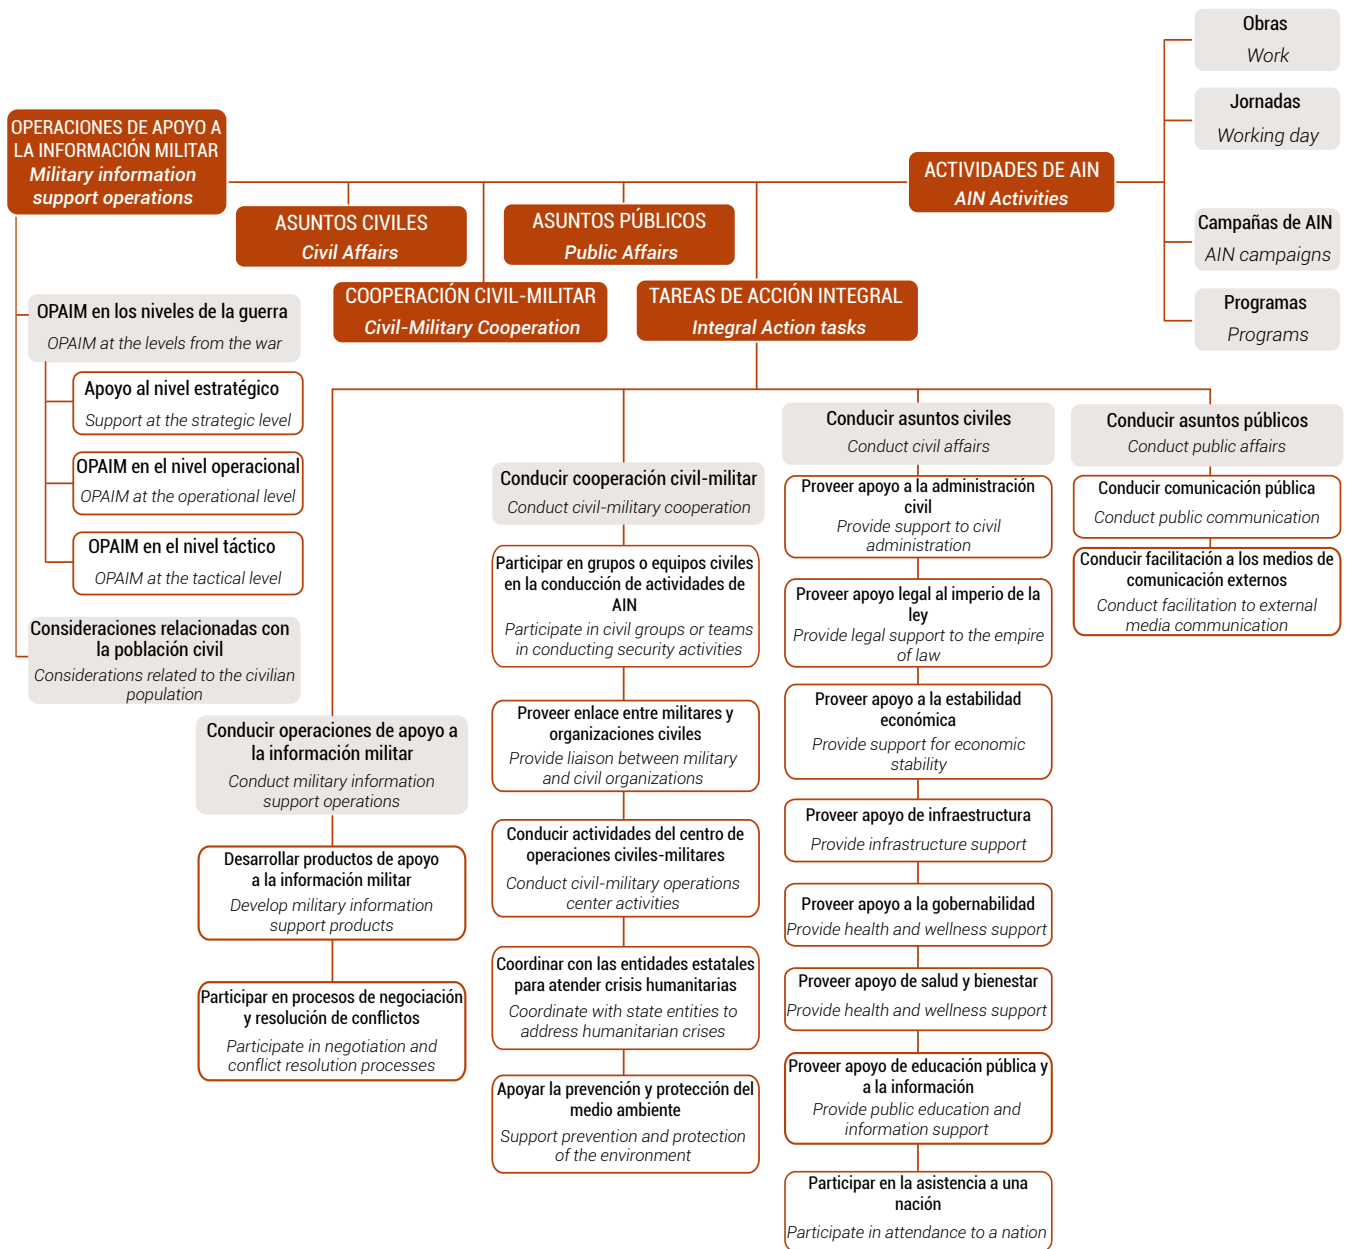 OPERACIONES DE APOYO A
LA INFORMACIÓN MILITAR
Military information
support operations
ASUNTOS CIVILES
Civil Affairs
COOPERACIÓN CIVIL-MILITAR
Civil-Military Cooperation
ASUNTOS PÚBLICOS
Public Affairs
TAREAS DE ACCIÓN INTEGRAL
Integral Action tasks
ACTIVIDADES DE AIN
AIN Activities
Obras
Work
Jornadas
Working day
Campañas de AIN
AIN campaigns
Programas
Programs
OPAIM en los niveles de la guerra
OPAIM at the levels from the war
Apoyo al nivel estratégico
Support at the strategic level
OPAIM en el nivel operacional
OPAIM at the operational level
OPAIM en el nivel táctico
OPAIM at the tactical level
Consideraciones relacionadas con
la población civil
Considerations related to the civilian
population
Conducir operaciones de apoyo a
la información militar
Conduct military information
support operations
Desarrollar productos de apoyo
a la información militar
Develop military information
support products
Participar en procesos de negociación
y resolución de conflictos
Participate in negotiation and
conflict resolution processes
Conducir cooperación civil-militar
Conduct civil-military cooperation
Participar en grupos o equipos civiles
en la conducción de actividades de
AIN
Participate in civil groups or teams
in conducting security activities
Proveer enlace entre militares y
organizaciones civiles
Provide liaison between military
and civil organizations
Conducir actividades del centro de
operaciones civiles-militares
Conduct civil-military operations
center activities
Coordinar con las entidades estatales
para atender crisis humanitarias
Coordinate with state entities to
address humanitarian crises
Apoyar la prevención y protección del
medio ambiente
Support prevention and protection
of the environment
Conducir asuntos civiles
Conduct civil affairs
Proveer apoyo a la administración
civil
Provide support to civil
administration
Proveer apoyo legal al imperio de la
ley
Provide legal support to the empire
of law
Proveer apoyo a la estabilidad
económica
Provide support for economic
stability
Proveer apoyo de infraestructura
Provide infrastructure support
Proveer apoyo a la gobernabilidad
Provide health and wellness support
Proveer apoyo de salud y bienestar
Provide health and wellness support
Proveer apoyo de educación pública y
a la información
Provide public education and
information support
Participar en la asistencia a una
nación
Participate in attendance to a nation
Conducir asuntos públicos
Conduct public affairs
Conducir comunicación pública
Conduct public communication
Conducir facilitación a los medios de
comunicación externos
Conduct facilitation to external
media communication